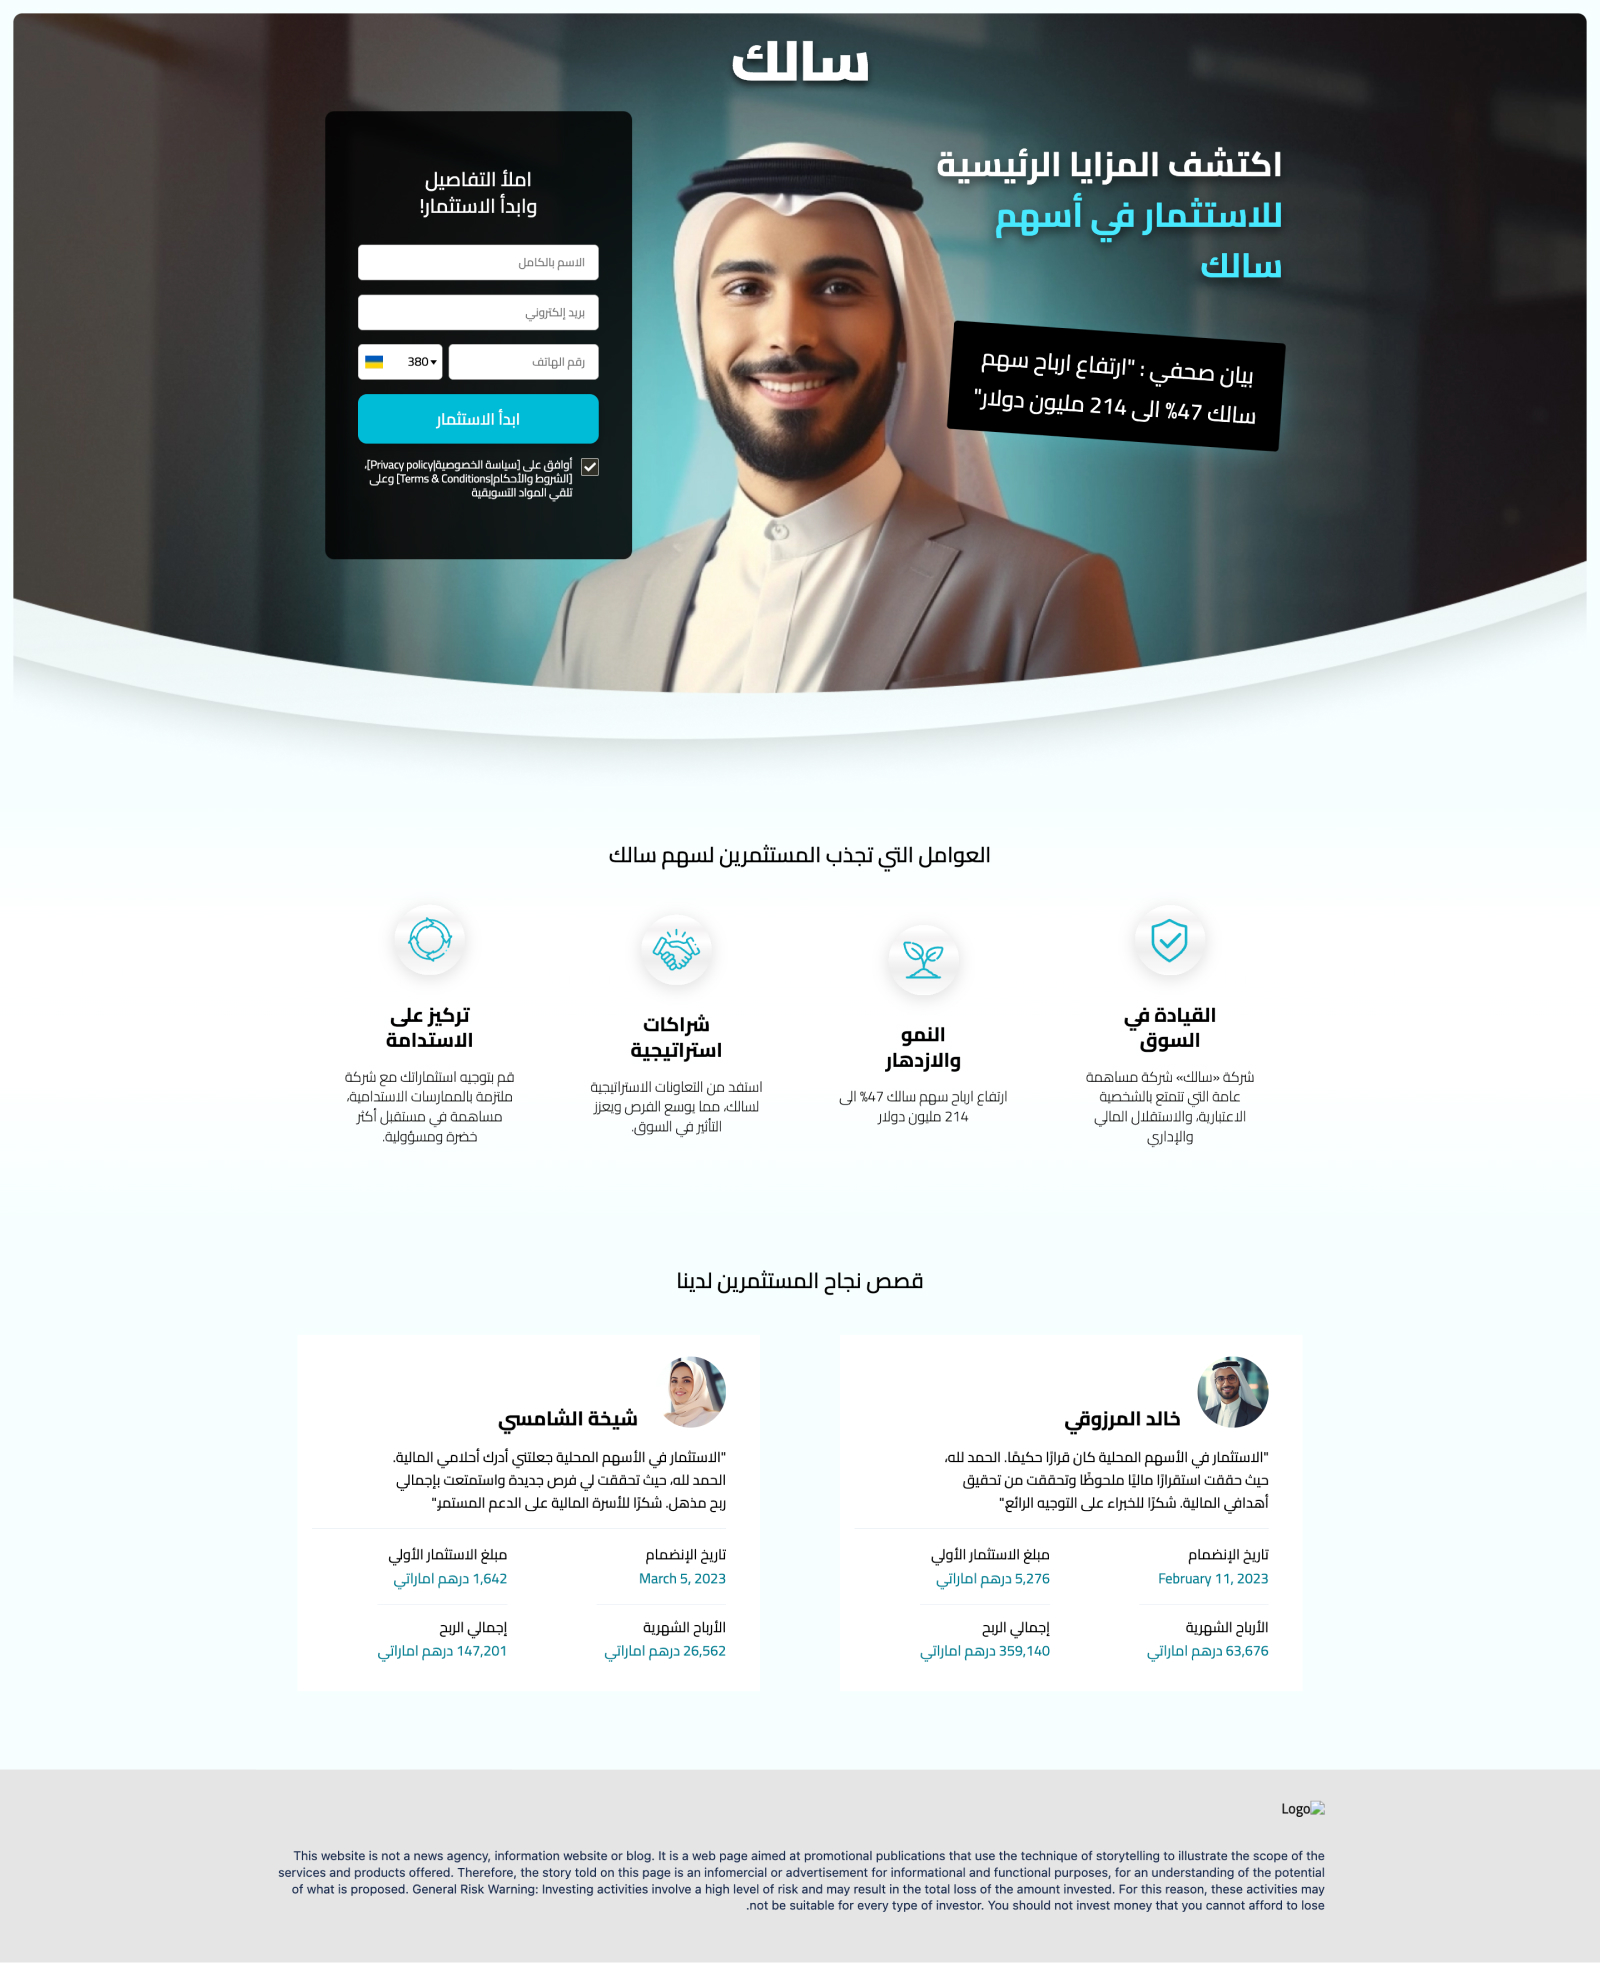 سالك
اكتشف المزايا الرئيسية
للاستثمار في أسهم
سالك
بيان صحفي : "ارتفاع ارباح سهم
سالك 47% الى 214 مليون دولار"
املأ التفاصيل
وابدأ الاستثمار!
الاسم بالكامل
بريد إلكتروني
رقم الهاتف
380
ابدأ الاستثمار
أوافق على [سياسة الخصوصية|Privacy policy]،
[الشروط والأحكام|Terms & Conditions] وعلى
تلقي المواد التسويقية
العوامل التي تجذب المستثمرين لسهم سالك
القيادة في
السوق
شركة «سالك» شركة مساهمة
عامة التي تتمتع بالشخصية
الاعتبارية، والاستقلال المالي
والإداري
النمو
والازدهار
ارتفاع ارباح سهم سالك 47% الى
214 مليون دولار
شراكات
استراتيجية
استفد من التعاونات الاستراتيجية
لسالك، مما يوسع الفرص ويعزز
التأثير في السوق.
تركيز على
الاستدامة
قم بتوجيه استثماراتك مع شركة
ملتزمة بالممارسات الاستدامية،
مساهمة في مستقبل أكثر
خضرة ومسؤولية.
قصص نجاح المستثمرين لدينا
خالد المرزوقي
"الاستثمار في الأسهم المحلية كان قرارًا حكيمًا. الحمد لله،
حيث حققت استقرارًا ماليًا ملحوظًا وتحققت من تحقيق
أهدافي المالية. شكرًا للخبراء على التوجيه الرائع."
تاريخ الإنضمام
February 11, 2023
مبلغ الاستثمار الأولي
5,276 درهم اماراتي
الأرباح الشهرية
63,676 درهم اماراتي
إجمالي الربح
359,140 درهم اماراتي
شيخة الشامسي
"الاستثمار في الأسهم المحلية جعلتني أدرك أحلامي المالية.
الحمد لله، حيث تحققت لي فرص جديدة واستمتعت بإجمالي
ربح مذهل. شكرًا للأسرة المالية على الدعم المستمر."
تاريخ الإنضمام
March 5, 2023
مبلغ الاستثمار الأولي
1,642 درهم اماراتي
الأرباح الشهرية
26,562 درهم اماراتي
إجمالي الربح
147,201 درهم اماراتي
Logo
This website is not a news agency, information website or blog. It is a web page aimed at promotional publications that use the technique of storytelling to illustrate the scope of the
services and products offered. Therefore, the story told on this page is an infomercial or advertisement for informational and functional purposes, for an understanding of the potential
of what is proposed. General Risk Warning: Investing activities involve a high level of risk and may result in the total loss of the amount invested. For this reason, these activities may
not be suitable for every type of investor. You should not invest money that you cannot afford to lose.